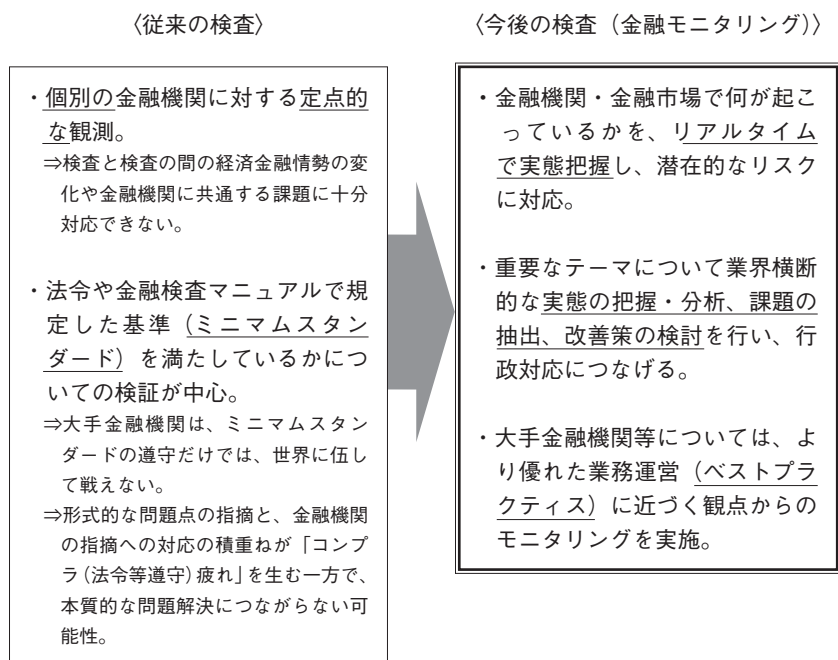 〈従来の検査〉
・個別の金融機関に対する定点的
な観測。
⇒検査と検査の間の経済金融情勢の変
化や金融機関に共通する課題に十分
対応できない。
・法令や金融検査マニュアルで規
定した基準（ミニマムスタン
ダード）を満たしているかにつ
いての検証が中心。
⇒大手金融機関は、ミニマムスタン
ダードの遵守だけでは、世界に伍し
て戦えない。
⇒形式的な問題点の指摘と、金融機関
の指摘への対応の積重ねが「コンプ
ラ（法令等遵守）疲れ」を生む一方で、
本質的な問題解決につながらない可
能性。
〈今後の検査（金融モニタリング）〉
・金融機関・金融市場で何が起こ
っているかを、リアルタイム
で実態把握し、潜在的なリスク
に対応。
・重要なテーマについて業界横断
的な実態の把握・分析、課題の
抽出、改善策の検討を行い、行
政対応につなげる。
・大手金融機関等については、よ
り優れた業務運営（ベストプラ
クティス）に近づく観点からの
モニタリングを実施。